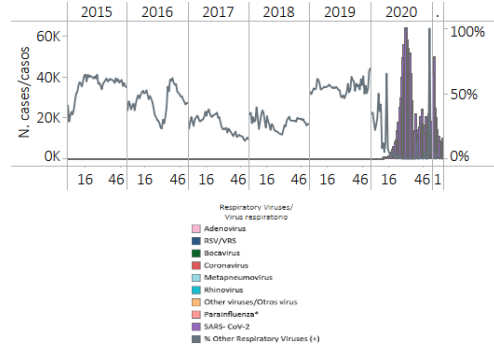 2015 2016 2017 2018 2019 2020 .
60K 100%
40K
50%
20K
0K 0%
N. cases/casos
16 46 16 46 16 46 16 46 16 46 16 46 1
Respiratory Viruses/
Virus respiratorio
Adenovirus
RSV/VRS
Bocavirus
Coronavirus
Metapneumovirus
Rhinovirus
Other viruses/Otros virus
Parainfluenza*
SARS- CoV-2
% Other Respiratory Viruses (+)